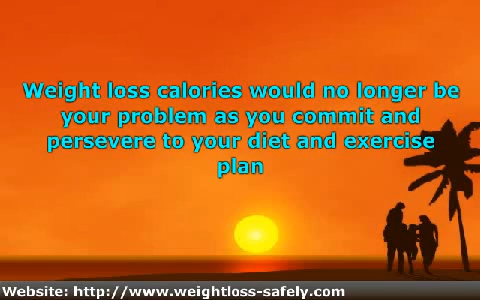 Weight loss calories would no longer be
your problem as you commit and
persevere to your diet and exercise
plan
Website: http://www.weightloss-safely.com/